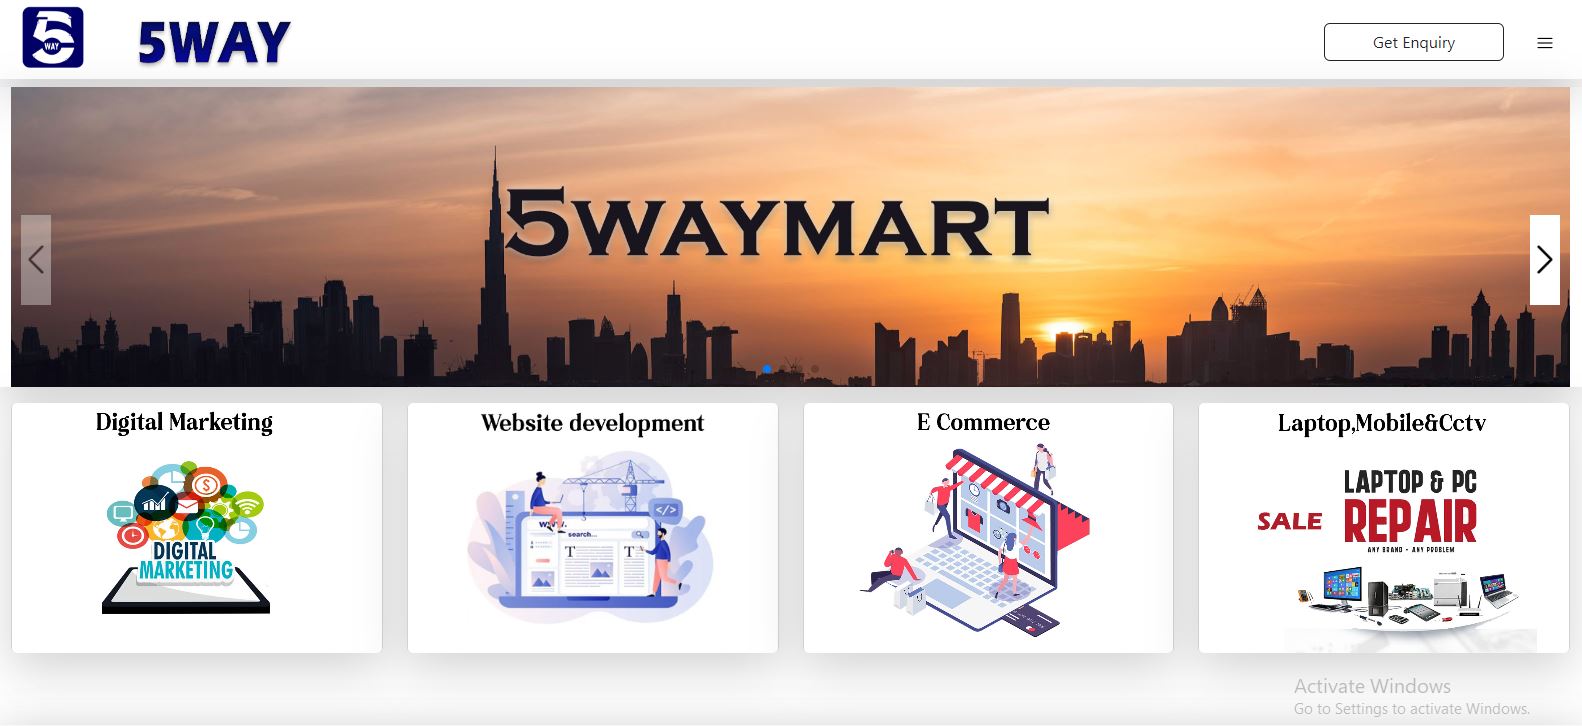 5
WAY
5WAY
Get Enquiry
5WAYMART
Digital Marketing
Website development
E Commerce
Laptop,Mobile&Cctv
DIGITAL
MARKETING
www.
search...
</>
T
T
SALE
LAPTOP & PC
REPAIR
ANY BRAND - ANY PROBLEM
Activate Windows
Go to Settings to activate Windows.